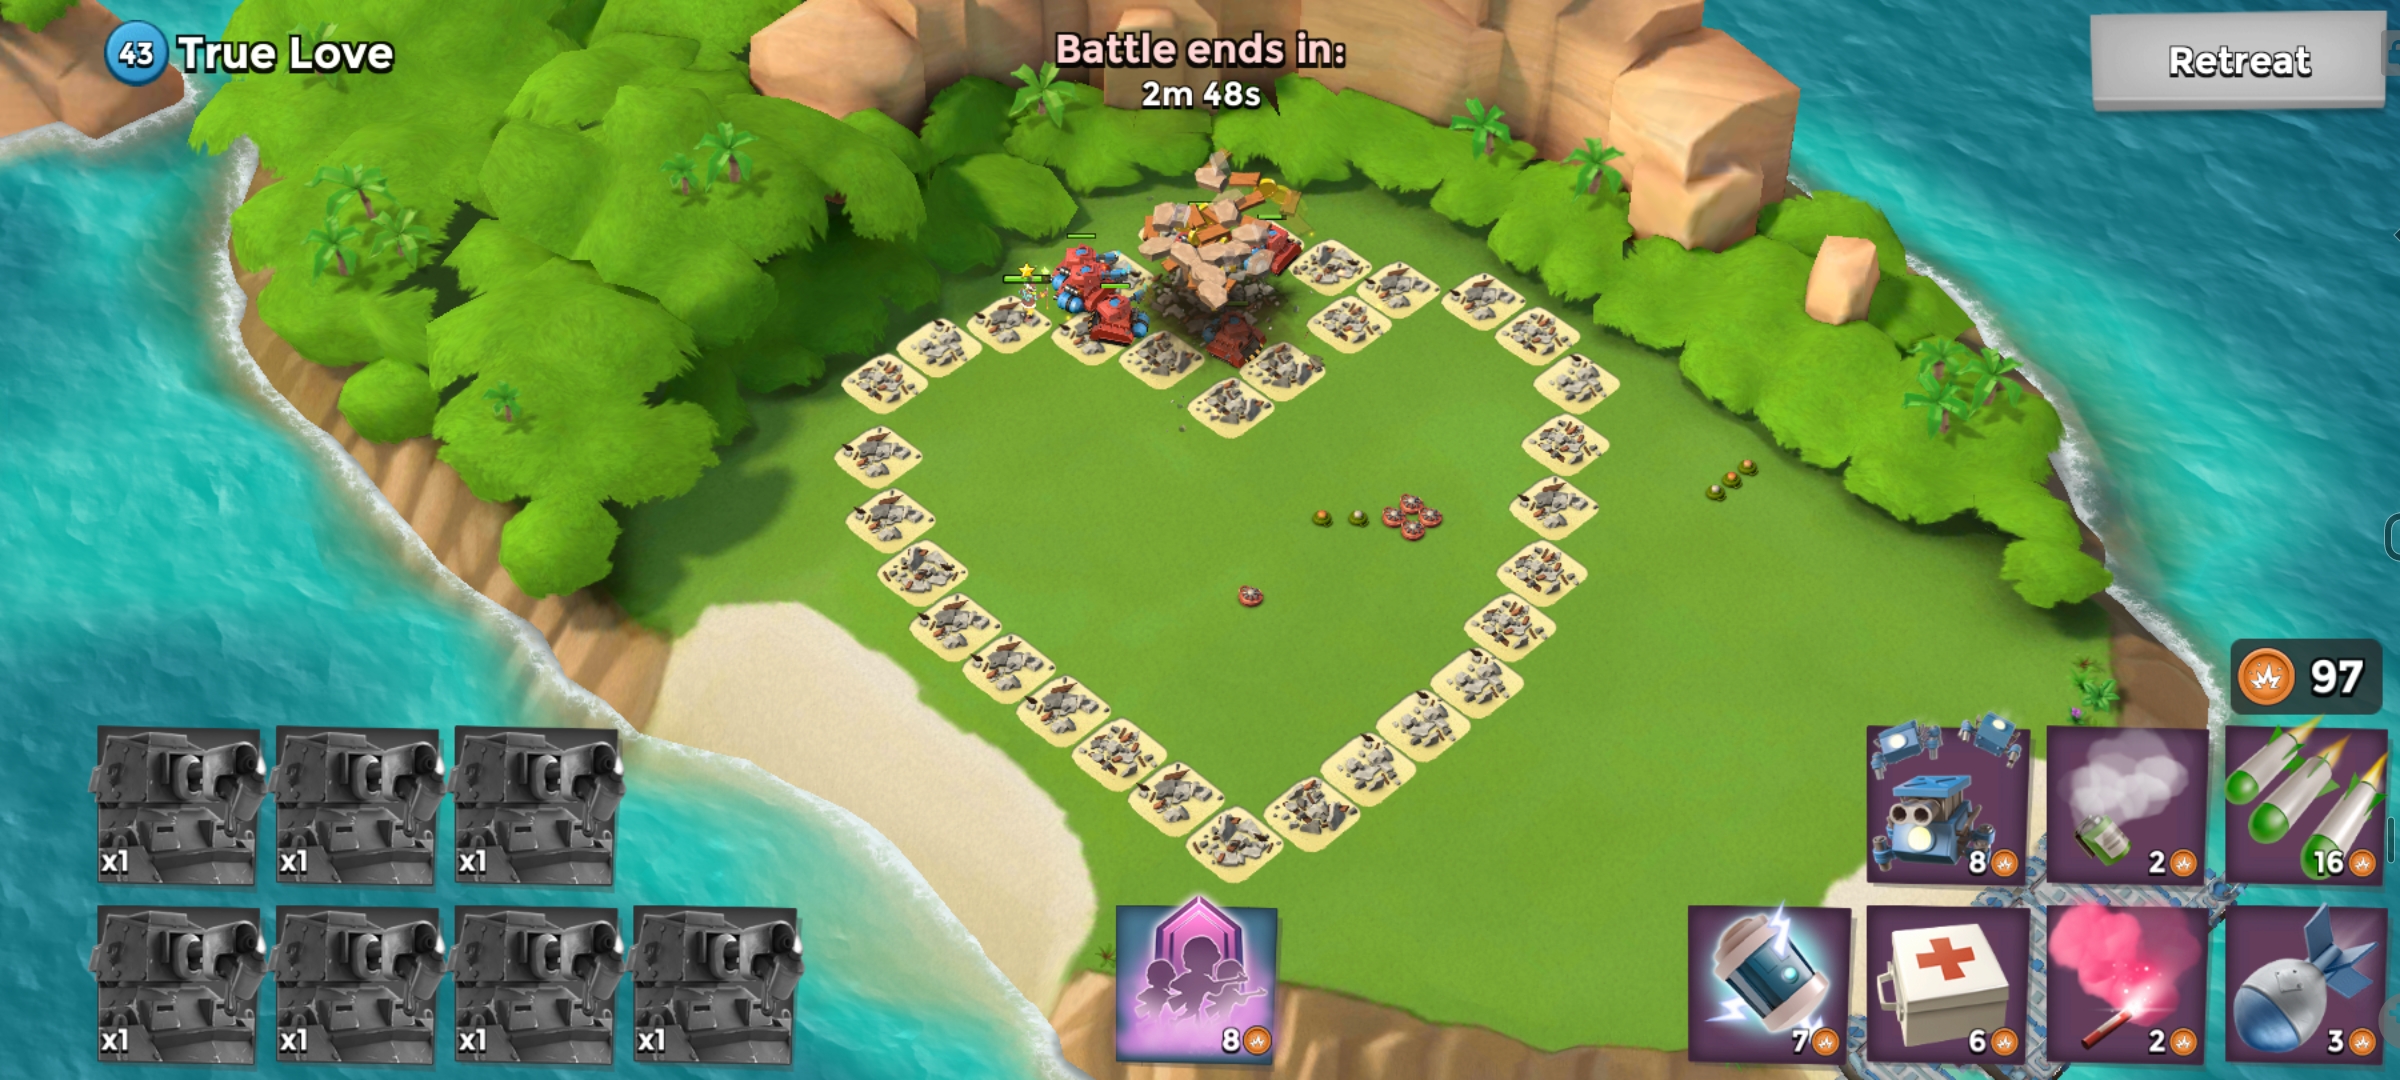 43 True Love
Battle ends in:
2m 48s
Retreat
97
x1 x1 x1
8 2 16
x1 x1 x1 x1
8
7 6 2 3